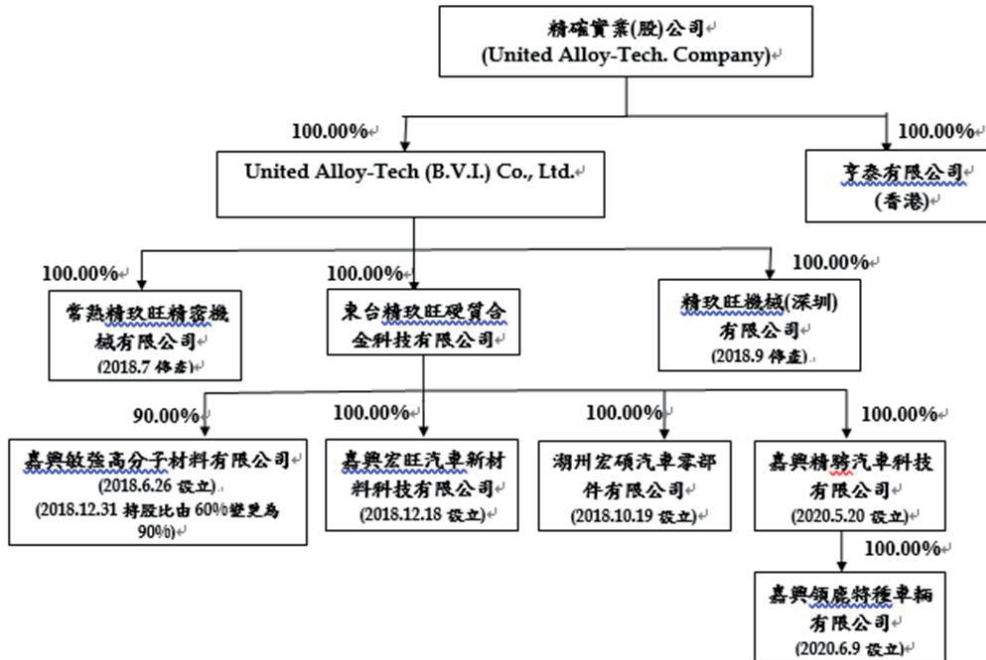 精確實業(股)公司
(United Alloy-Tech. Company)
100.00%
100.00%
United Alloy-Tech (B.V.I.) Co., Ltd.
亨泰有限公司
(香港)
100.00%
100.00%
100.00%
常熟精玖旺精密機
械有限公司
(2018.7 停產)
東台精玖旺硬質合
金科技有限公司
精玖旺機械(深圳)
有限公司
(2018.9 停產)
90.00%
100.00%
100.00%
100.00%
嘉興敏強高分子材料有限公司
(2018.6.26 設立)
(2018.12.31 持股比由 60%變更為
90%)
嘉興宏旺汽車新材
料科技有限公司
(2018.12.18 設立)
湖州宏碩汽車零部
件有限公司
(2018.10.19 設立)
嘉興精騁汽車科技
有限公司
(2020.5.20 設立)
100.00%
嘉興領鹿特種車輛
有限公司
(2020.6.9 設立)